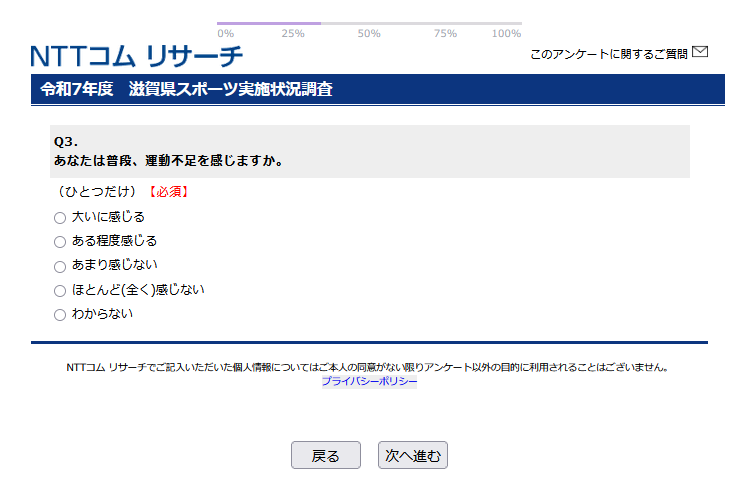 0% 25% 50% 75% 100%
NTTコム リサーチ
このアンケートに関するご質問
令和7年度 滋賀県スポーツ実施状況調査
Q3.
あなたは普段、運動不足を感じますか。
（ひとつだけ）【必須】
大いに感じる
ある程度感じる
あまり感じない
ほとんど(全く)感じない
わからない
NTTコム リサーチでご記入いただいた個人情報についてはご本人の同意がない限りアンケート以外の目的に利用されることはございません。
プライバシーポリシー
戻る 次へ進む